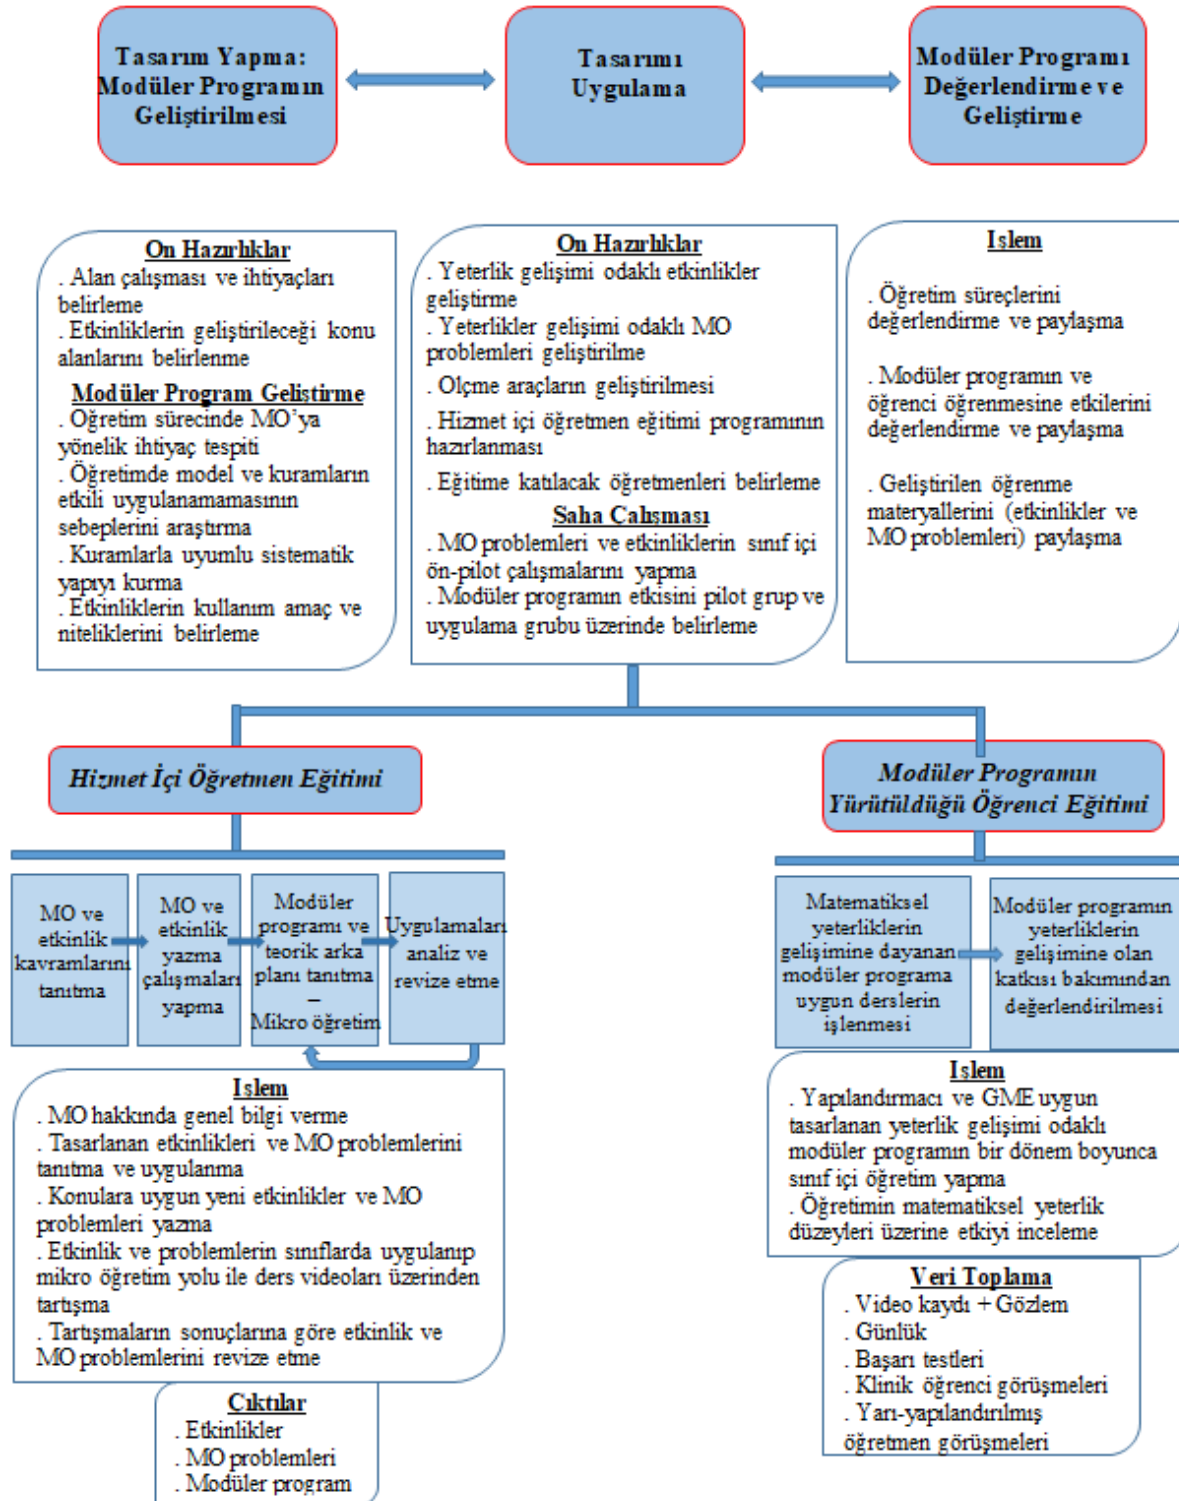 Tasarım Yapma:
Modüler Programın
Geliştirilmesi
Tasarımı
Uygulama
Modüler Programı
Değerlendirme ve
Geliştirme
On Hazırlıklar
. Alan çalışması ve ihtiyaçları
belirleme
. Etkinliklerin geliştirileceği konu
alanlarını belirlenme
Modüler Program Geliştirme
. Oğretim sürecinde MO'ya
yönelik ihtiyaç tespiti
. Öğretimde model ve kuramların
etkili uygulanamamasının
sebeplerini araştırma
. Kuramlarla uyumlu sistematik
yapıyı kurma
. Etkinliklerin kullanım amaç ve
niteliklerini belirleme
On Hazırlıklar
. Yeterlik gelişimi odaklı etkinlikler
geliştirme
. Yeterlikler gelişimi odaklı MO
problemleri geliştirilme
. Olçme araçların geliştirilmesi
. Hizmet içi öğretmen eğitimi programının
hazırlanması
. Eğitime katılacak öğretmenleri belirleme
Saha Calışması
. MO problemleri ve etkinliklerin sınıf içi
ön-pilot çalışmalarını yapma
. Modüler programın etkisini pilot grup ve
uygulama grubu üzerinde belirleme
Işlem
. Öğretim süreçlerini
değerlendirme ve paylaşma
. Modüler programın ve
öğrenci öğrenmesine etkilerini
değerlendirme ve paylaşma
. Geliştirilen öğrenme
materyallerini (etkinlikler ve
MO problemleri) paylaşma
Hizmet İçi Öğretmen Eğitimi
Modüler Programın
Yürütüldüğü Öğrenci Eğitimi
MO ve
etkinlik
kavramlarını
tanıtma
MO ve
etkinlik
yazma
çalışmaları
yapma
Modüler
programı ve
teorik arka
planı tanıtma
–
Mikro öğretim
Uygulamaları
analiz ve
revize etme
Matematiksel
yeterliklerin
gelişimine dayanan
modüler programa
uygun derslerin
işlenmesi
Modüler programın
yeterliklerin
gelişimine olan
katkısı bakımından
değerlendirilmesi
Işlem
. MO hakkında genel bilgi verme
. Tasarlanan etkinlikleri ve MO problemlerini
tanıtma ve uygulanma
. Konulara uygun yeni etkinlikler ve MO
problemleri yazma
. Etkinlik ve problemlerin sınıflarda uygulanıp
mikro öğretim yolu ile ders videoları üzerinden
tartışma
. Tartışmaların sonuçlarına göre etkinlik ve
MO problemlerini revize etme
Cıktılar
. Etkinlikler
. MO problemleri
. Modüler program
Işlem
. Yapılandırmacı ve GME uygun
tasarlanan yeterlik gelişimi odaklı
modüler programın bir dönem boyunca
sınıf içi öğretim yapma
. Öğretimin matematiksel yeterlik
düzeyleri üzerine etkiyi inceleme
Veri Toplama
. Video kaydı + Gözlem
. Günlük
. Başarı testleri
. Klinik öğrenci görüşmeleri
. Yarı-yapılandırılmış
öğretmen görüşmeleri